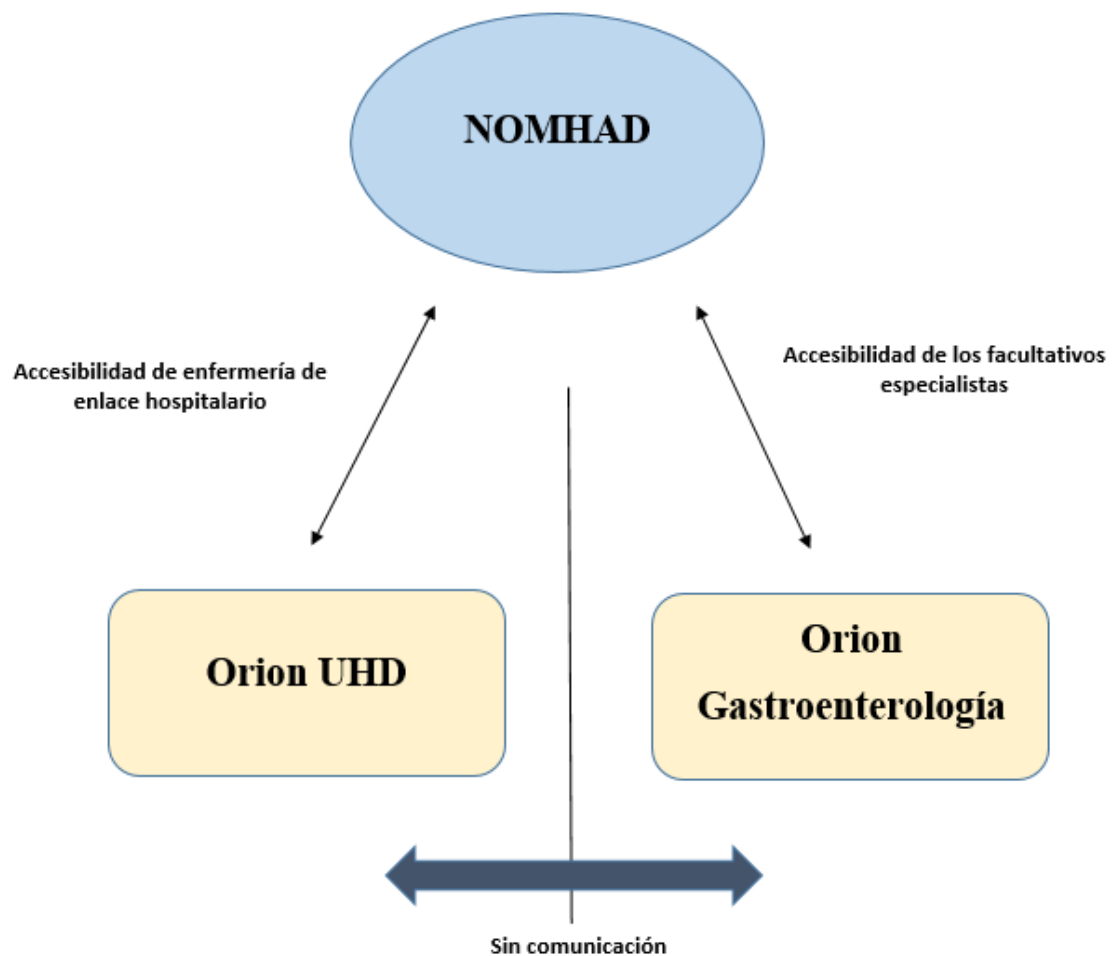 NOMHAD
Accesibilidad de enfermería de
enlace hospitalario
Accesibilidad de los facultativos
especialistas
Orion UHD
Orion
Gastroenterología
Sin comunicación